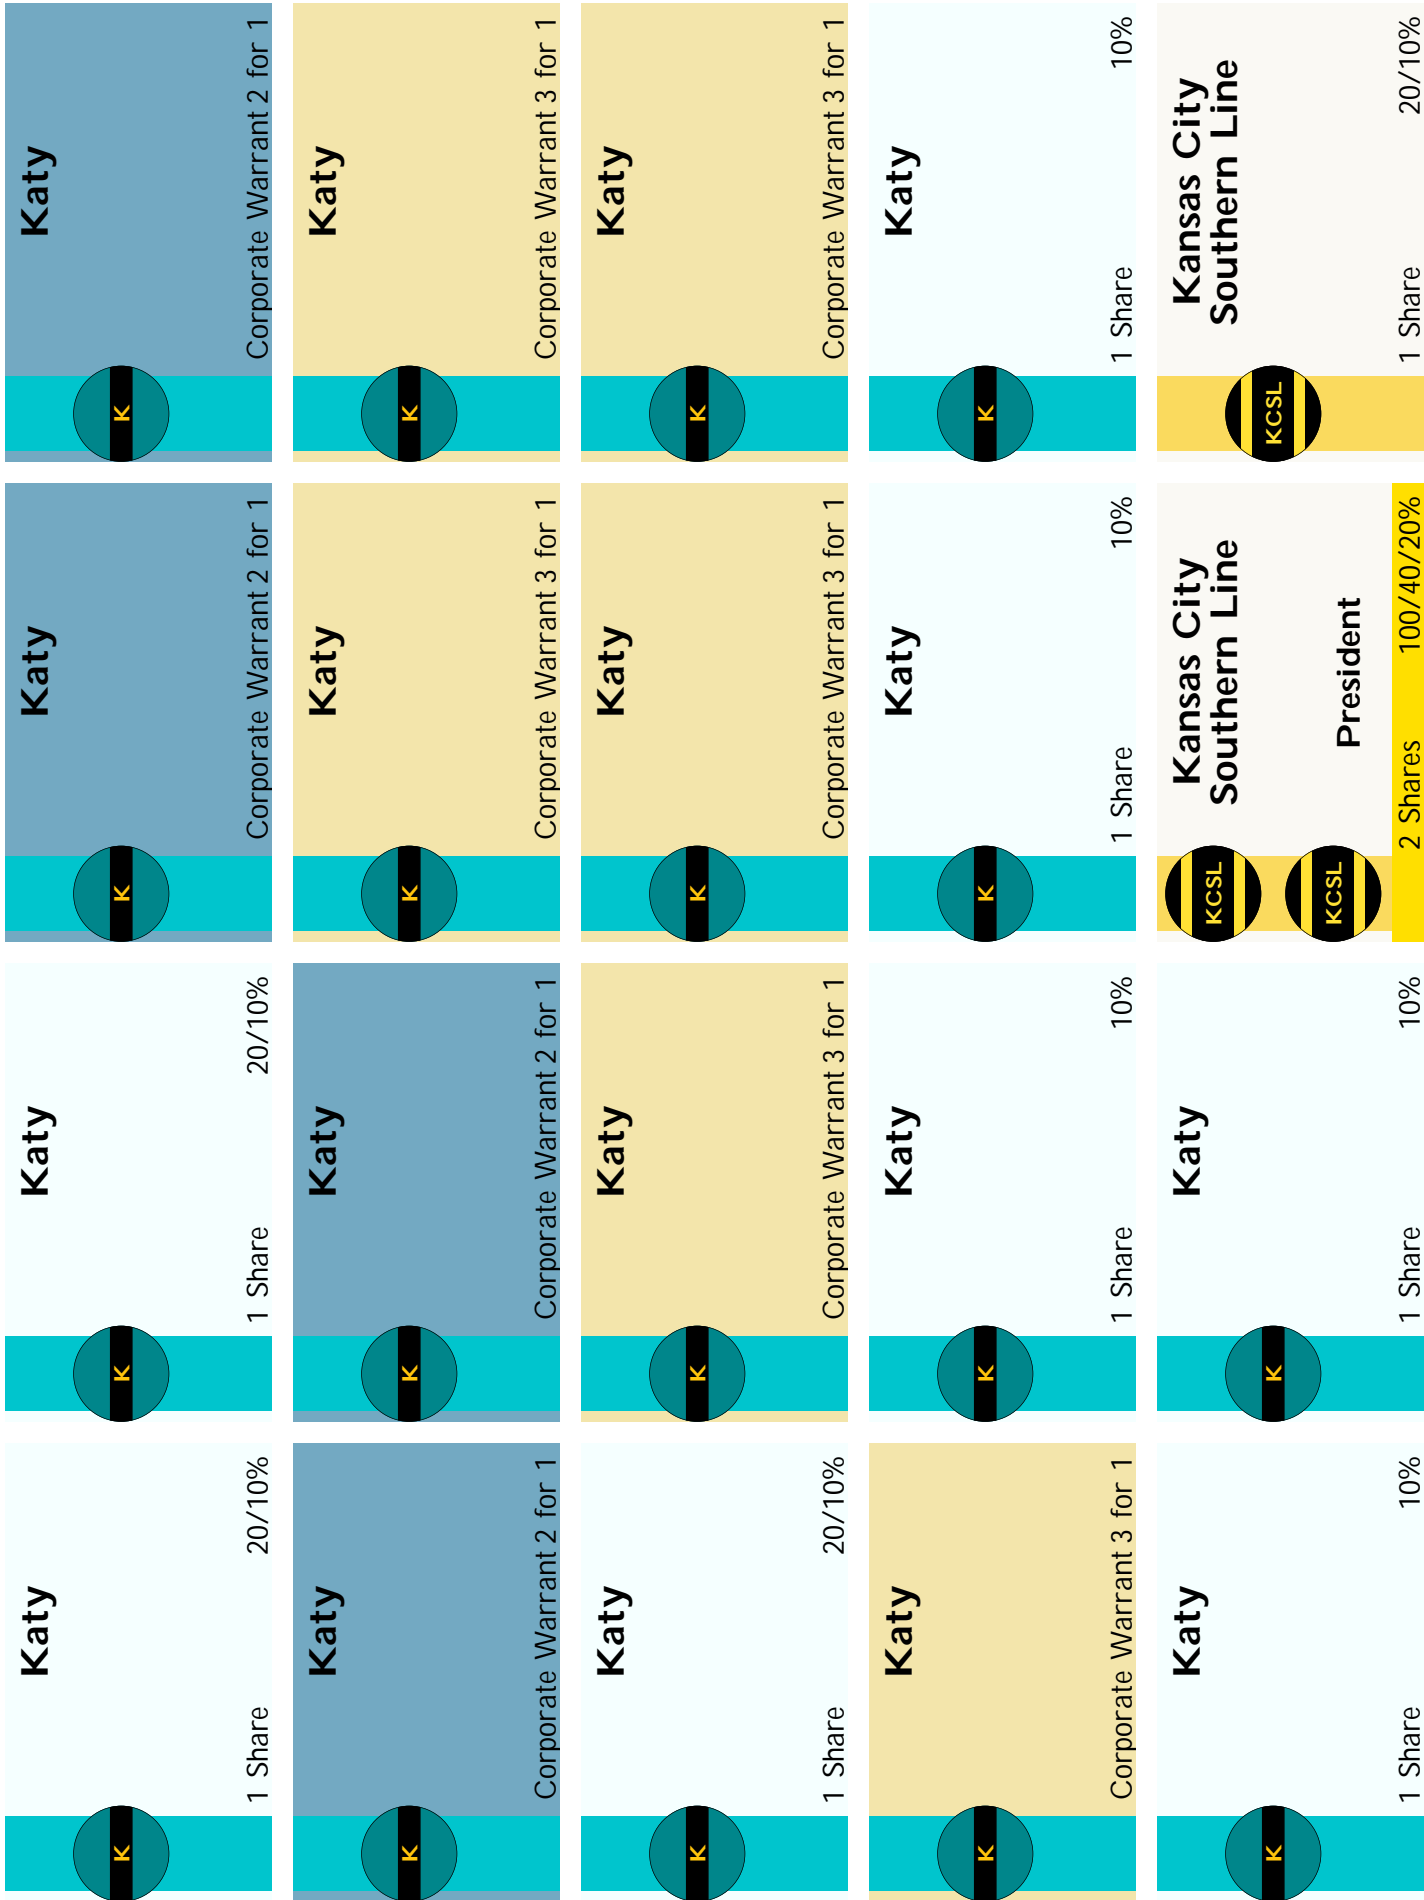 Katy
K
1 Share 20/10%
Katy
K
1 Share 20/10%
Katy
K
Corporate Warrant 2 for 1
Katy
K
Corporate Warrant 2 for 1
Katy
K
Corporate Warrant 2 for 1
Katy
K
Corporate Warrant 2 for 1
Katy
K
Corporate Warrant 3 for 1
Katy
K
Corporate Warrant 3 for 1
Katy
K
1 Share 20/10%
Katy
K
Corporate Warrant 3 for 1
Katy
K
Corporate Warrant 3 for 1
Katy
K
Corporate Warrant 3 for 1
Katy
K
Corporate Warrant 3 for 1
Katy
K
1 Share 10%
Katy
K
1 Share 10%
Katy
K
1 Share 10%
Katy
K
1 Share 10%
Katy
K
1 Share 10%
Kansas City
Southern Line
KCSL
KCSL
President
2 Shares 100/40/20%
Kansas City
Southern Line
KCSL
1 Share 20/10%